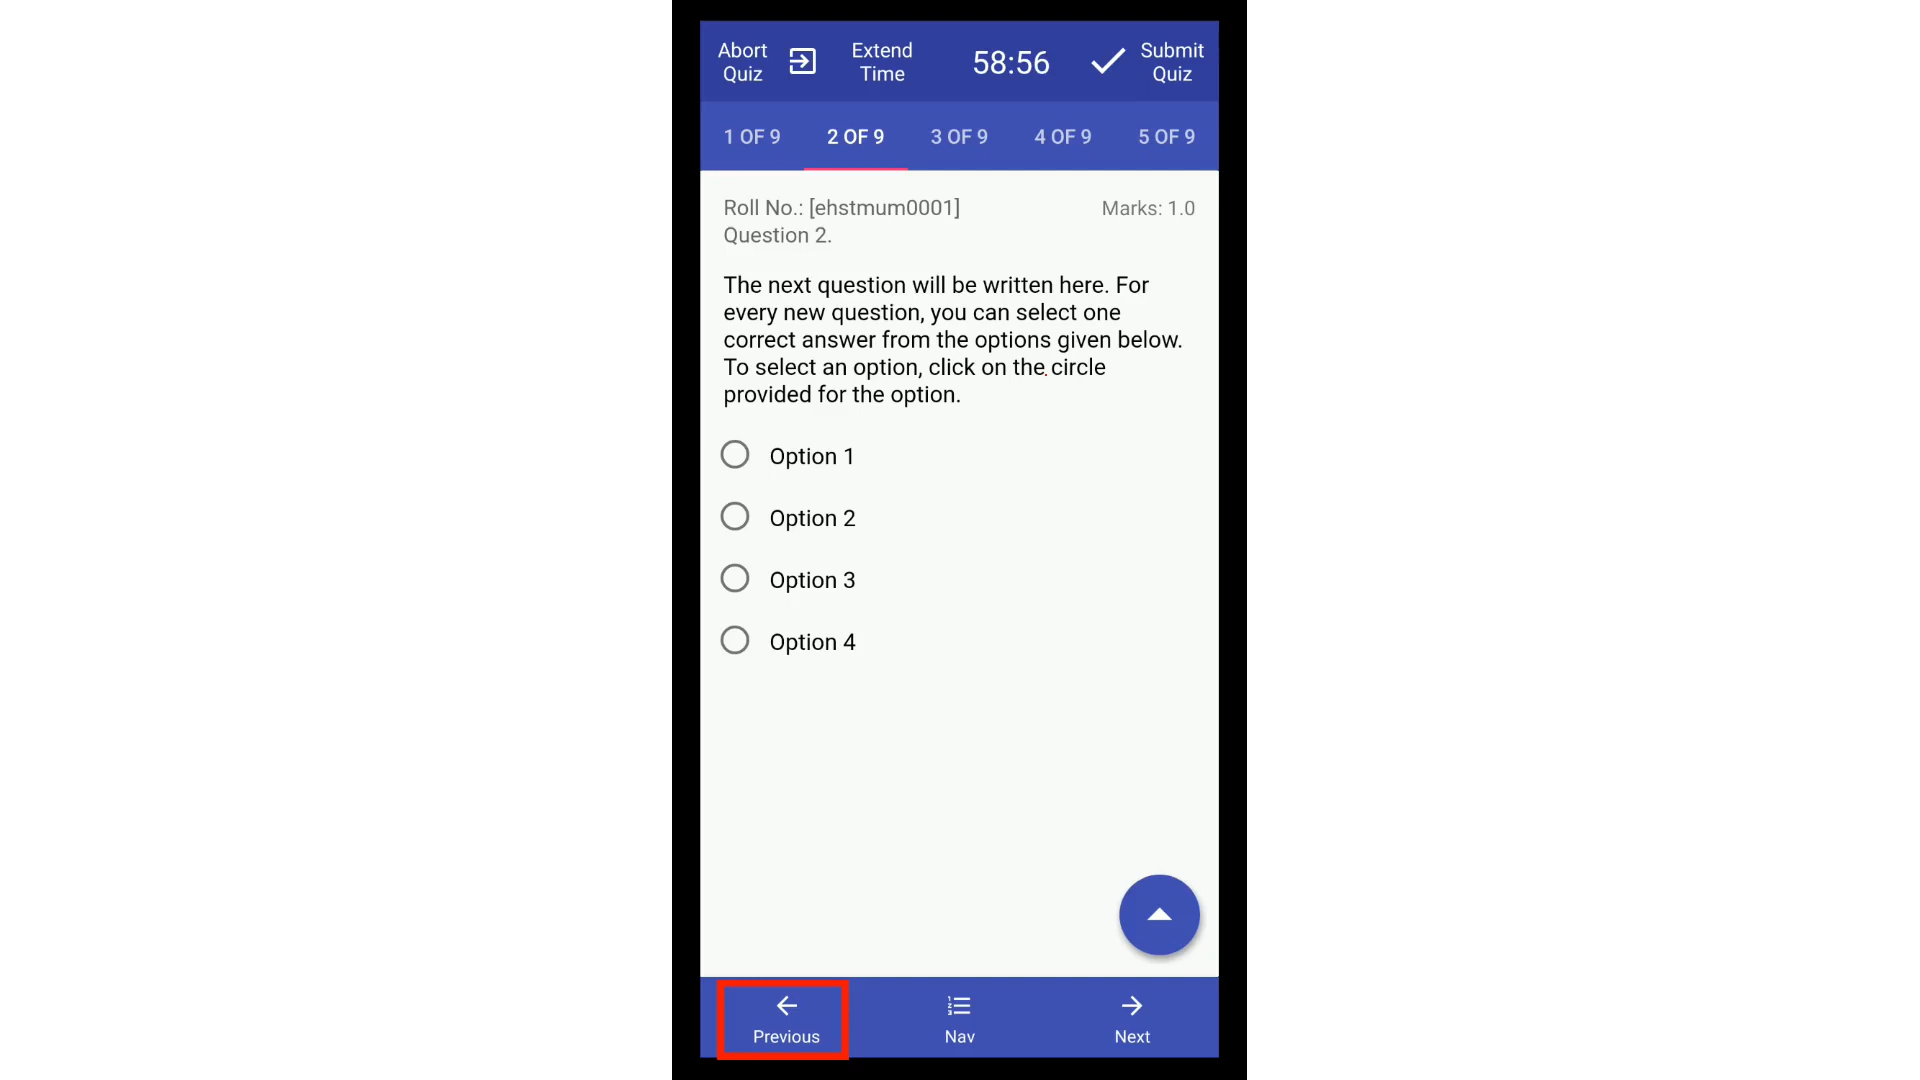 Abort Quiz
Extend Time
58:56
Submit Quiz
1 OF 9 2 OF 9 3 OF 9 4 OF 9 5 OF 9
Roll No.: [ehstmum0001] Marks: 1.0
Question 2.
The next question will be written here. For
every new question, you can select one
correct answer from the options given below.
To select an option, click on the circle
provided for the option.
Option 1
Option 2
Option 3
Option 4
Previous Nav Next